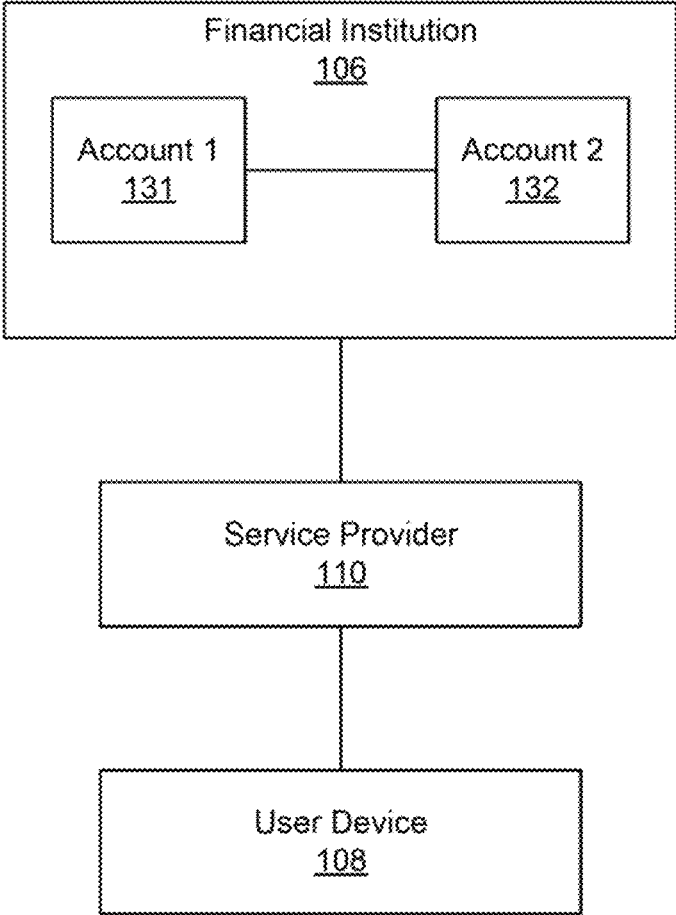 Financial Institution
106
Account 1
131
Account 2
132
Service Provider
110
User Device
108